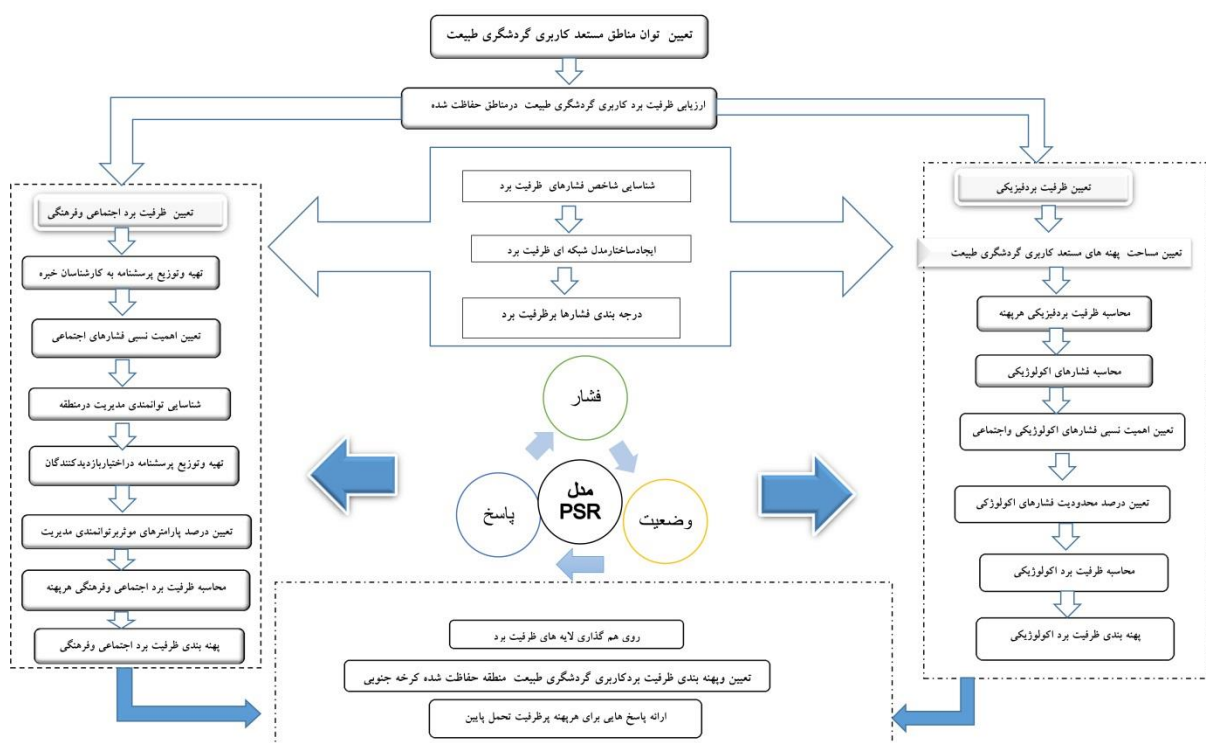 تعیین توان مناطق مستعد کاربری گردشگری طبیعت
ارزیابی ظرفیت برد کاربری گردشگری طبیعت درمناطق حفاظت شده
تعیین ظرفیت بردفیزیکی
تعیین مساحت پهنه های مستعد کاربری گردشگری طبیعت
محاسبه ظرفیت بردفیزیکی هرپهنه
محاسبه فشارهای اکولوژیکی
تعیین اهمیت نسبی فشارهای اکولوژیکی واجتماعی
تعیین درصد محدودیت فشارهای اکولوژکی
محاسبه ظرفیت برد اکولوژیکی
پهنه بندی ظرفیت برد اکولوژیکی
شناسایی شاخص فشارهای ظرفیت برد
ایجادساختارمدل شبکه ای ظرفیت برد
درجه بندی فشارها برظرفیت برد
فشار
مدل
PSR
وضعیت
پاسخ
تعیین ظرفیت برد اجتماعی وفرهنگی
تهیه وتوزیع پرسشنامه به کارشناسان خبره
تعیین اهمیت نسبی فشارهای اجتماعی
شناسایی توانمندی مدیریت درمنطقه
تهیه وتوزیع پرسشنامه دراختیاربازدیدکنندگان
تعیین درصد پارامترهای موثربرتوانمندی مدیریت
محاسبه ظرفیت برد اجتماعی وفرهنگی هرپهنه
پهنه بندی ظرفیت برد اجتماعی وفرهنگی
روی هم گذاری لایه های ظرفیت برد
تعیین وپهنه بندی ظرفیت بردکاربری گردشگری طبیعت منطقه حفاظت شده کرخه جنوبی
ارائه پاسخ هایی برای هرپهنه پرظرفیت تحمل پایین